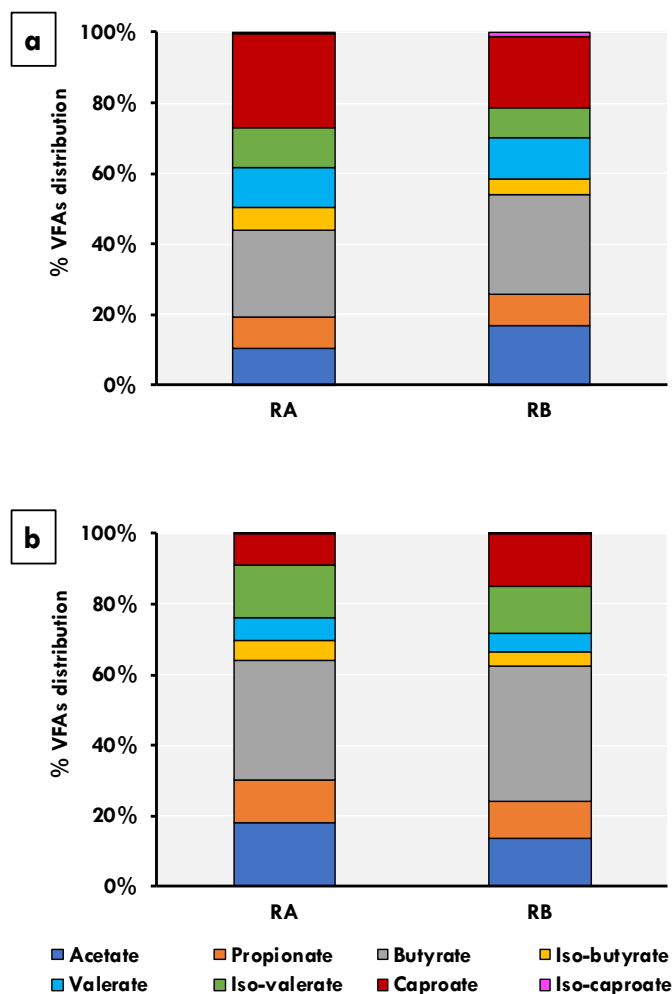 a
% VFAs distribution
100%
80%
60%
40%
20%
0%
RA RB
b
% VFAs distribution
100%
80%
60%
40%
20%
0%
RA RB
Acetate Propionate Butyrate Iso-butyrate
Valerate Iso-valerate Caproate Iso-caproate